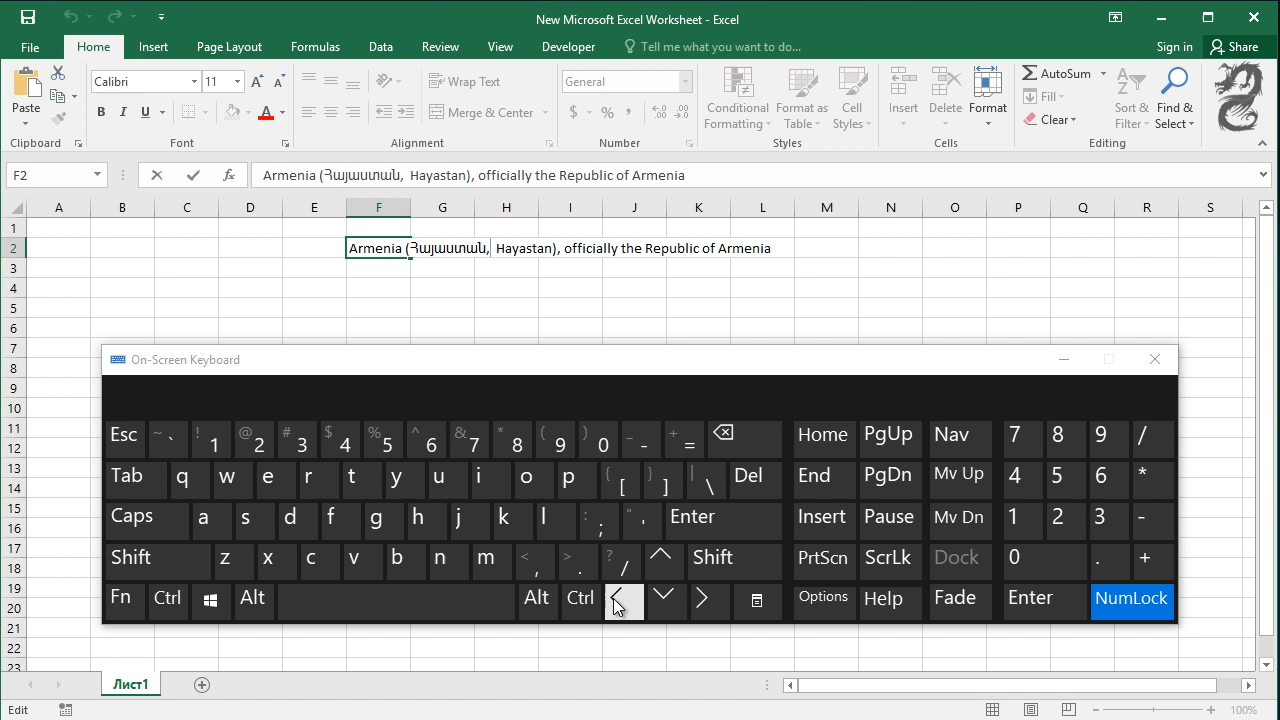 New Microsoft Excel Worksheet - Excel
File Home Insert Page Layout Formulas Data Review View Developer Tell me what you want to do... Sign in Share
Paste
Clipboard
Calibri 11
B I U A
Font
Wrap Text
Merge & Center
Alignment
General
$ % ,
Number
Conditional Formatting
Format as Table
Cell Styles
Styles
Insert Delete Format
Cells
AutoSum
Fill
Clear
Sort & Filter
Find & Select
Editing
F2 fx Armenia (Հայաստան, Hayastan), officially the Republic of Armenia
A B C D E F G H I J K L M N O P Q R S
1
2 Armenia (Հայաստան, Hayastan), officially the Republic of Armenia
3
4
5
6
7
8
9
10
11
12
13
14
15
16
17
18
19
20
21
22
23
On-Screen Keyboard
Esc ~ ` ! 1 @ 2 # 3 $ 4 % 5 ^ 6 & 7 * 8 ( 9 ) 0 _ - + = Home PgUp Nav 7 8 9 /
Tab q w e r t y u i o p { [ } ] | \ Del End PgDn Mv Up 4 5 6 *
Caps a s d f g h j k l : ; " ' Enter Insert Pause Mv Dn 1 2 3 -
Shift z x c v b n m < , > . ? / Shift PrtScn ScrLk Dock 0 . +
Fn Ctrl Alt Alt Ctrl Options Help Fade Enter NumLock
Лист1
Edit 100%